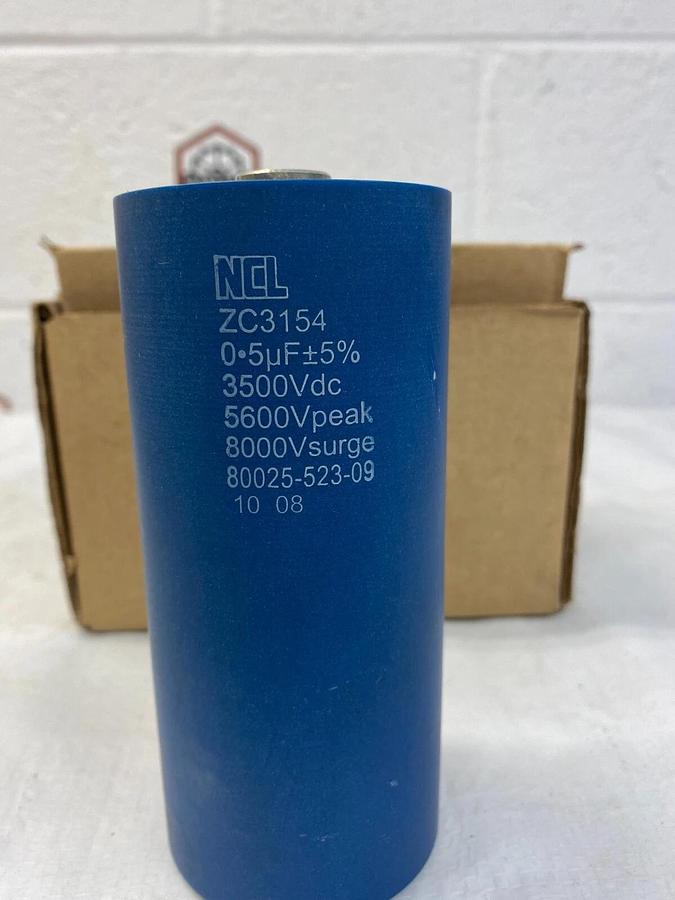 NCL
ZC3154
0•5µF±5%
3500Vdc
5600Vpeak
8000Vsurge
80025-523-09
10 08